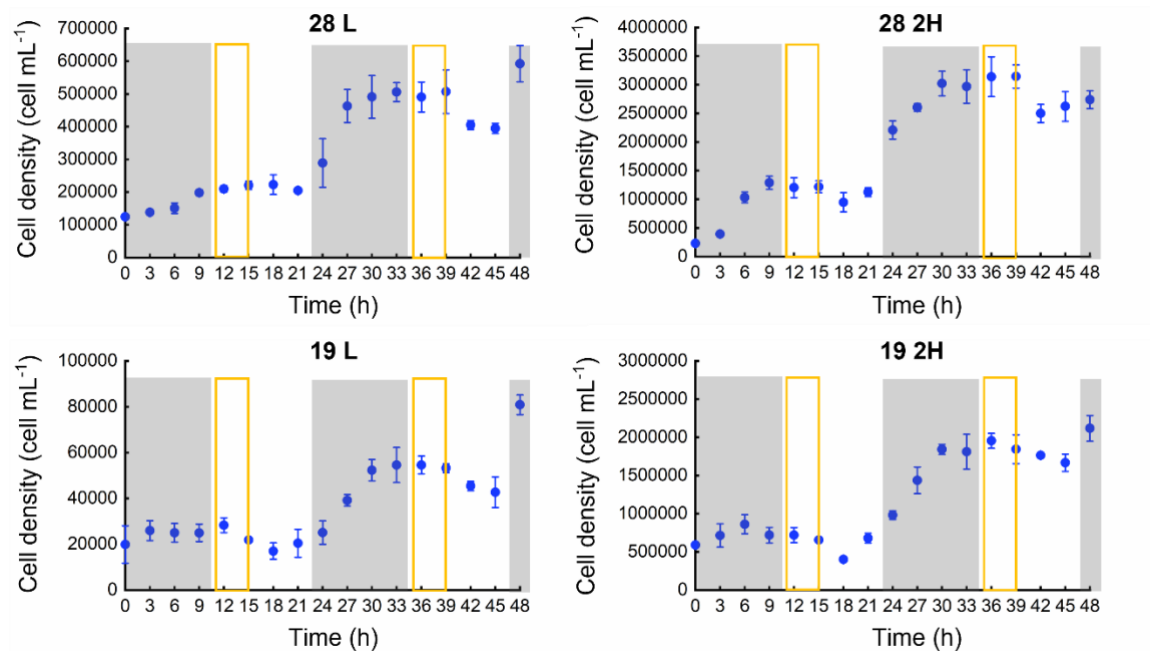 28 L
Cell density (cell mL⁻¹)
700000
600000
500000
400000
300000
200000
100000
0
0 3 6 9 12 15 18 21 24 27 30 33 36 39 42 45 48
Time (h)
28 2H
Cell density (cell mL⁻¹)
4000000
3500000
3000000
2500000
2000000
1500000
1000000
500000
0
0 3 6 9 12 15 18 21 24 27 30 33 36 39 42 45 48
Time (h)
19 L
Cell density (cell mL⁻¹)
100000
80000
60000
40000
20000
0
0 3 6 9 12 15 18 21 24 27 30 33 36 39 42 45 48
Time (h)
19 2H
Cell density (cell mL⁻¹)
3000000
2500000
2000000
1500000
1000000
500000
0
0 3 6 9 12 15 18 21 24 27 30 33 36 39 42 45 48
Time (h)